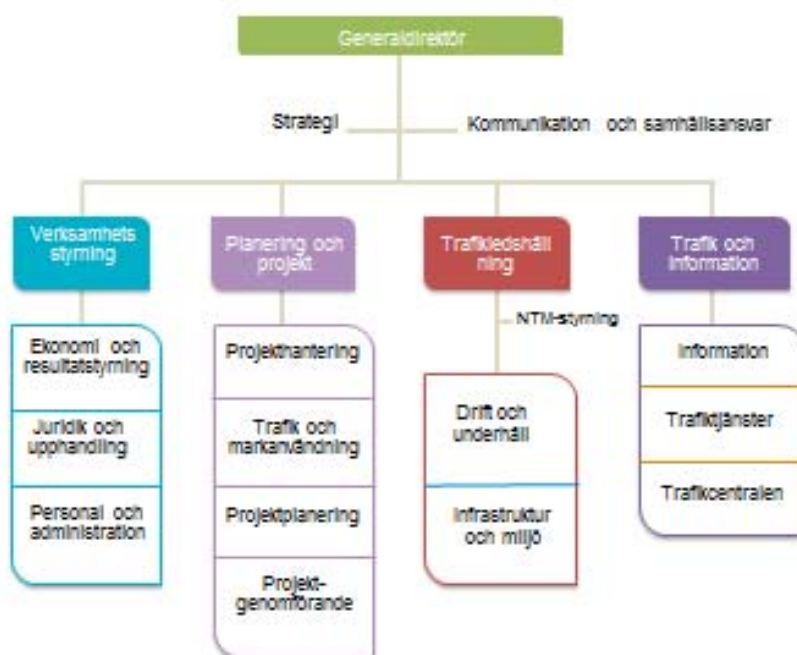 Generaldirektör
Strategi
Kommunikation och samhällsansvar
Verksamhets
styrning
Planering och
projekt
Trafikledshåll
ning
Trafik och
information
NTM-styrning
Ekonomi och
resultatstyrning
Juridik och
upphandling
Personal och
administration
Projekthantering
Trafik och
markanvändning
Projektplanering
Projekt-
genomförande
Drift och
underhåll
Infrastruktur
och miljö
Information
Trafiktjänster
Trafikcentralen